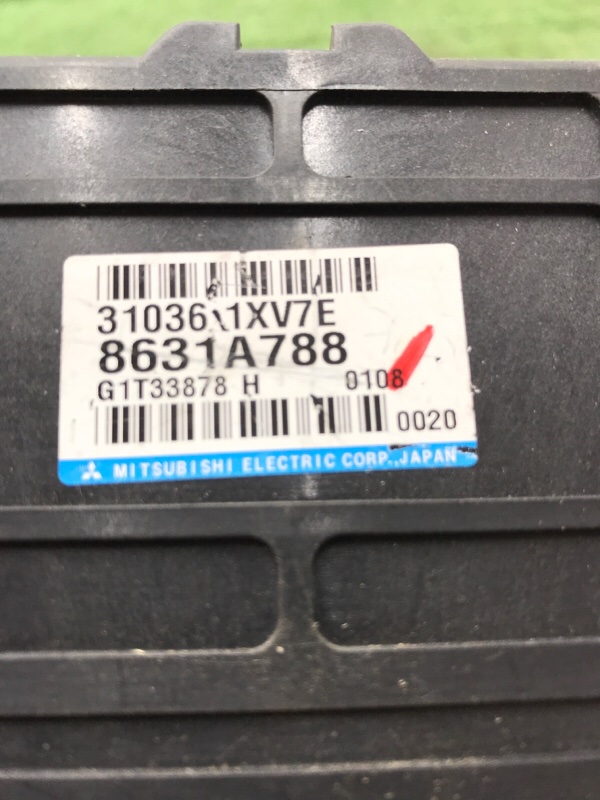 31036 1XV7E
8631A788
G1T33878 H 0108
0020
MITSUBISHI ELECTRIC CORP., JAPAN